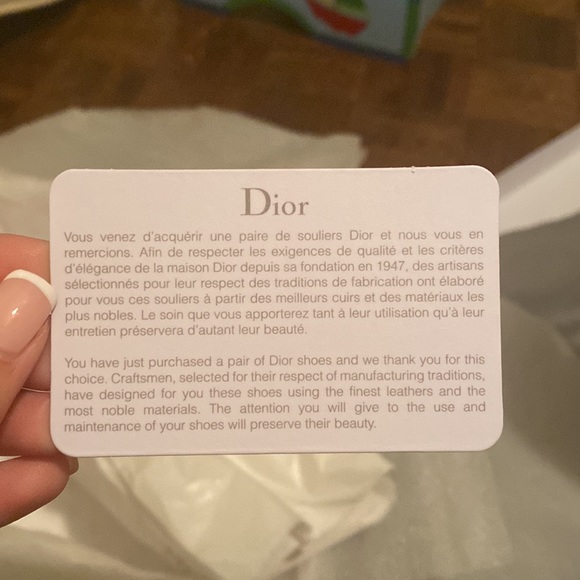 Dior
Vous venez d'acquérir une paire de souliers Dior et nous vous en
remercions. Afin de respecter les exigences de qualité et les critères
d'élégance de la maison Dior depuis sa fondation en 1947, des artisans
sélectionnés pour leur respect des traditions de fabrication ont élaboré
pour vous ces souliers à partir des meilleurs cuirs et des matériaux les
plus nobles. Le soin que vous apporterez tant à leur utilisation qu'à leur
entretien préservera d'autant leur beauté.
You have just purchased a pair of Dior shoes and we thank you for this
choice. Craftsmen, selected for their respect of manufacturing traditions,
have designed for you these shoes using the finest leathers and the
most noble materials. The attention you will give to the use and
maintenance of your shoes will preserve their beauty.